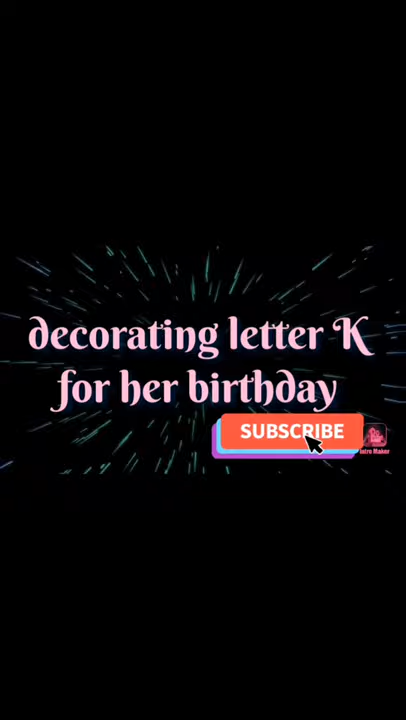 decorating letter K
for her birthday
SUBSCRIBE
Intro Maker